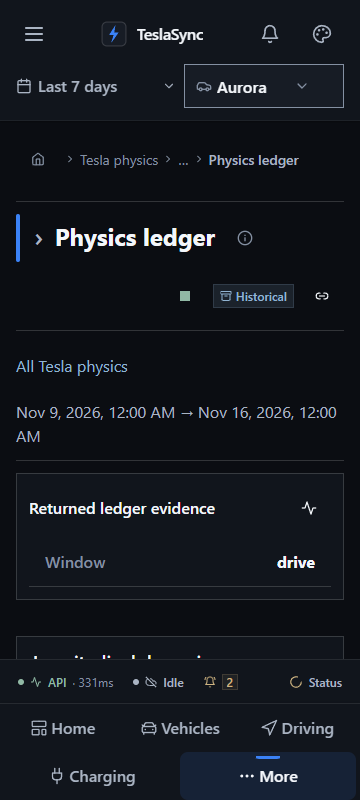 TeslaSync
Last 7 days
Aurora
Tesla physics
...
Physics ledger
Physics ledger
Historical
All Tesla physics
Nov 9, 2026, 12:00 AM → Nov 16, 2026, 12:00
AM
Returned ledger evidence
Window drive
API · 331ms Idle 2 Status
Home Vehicles Driving
Charging More